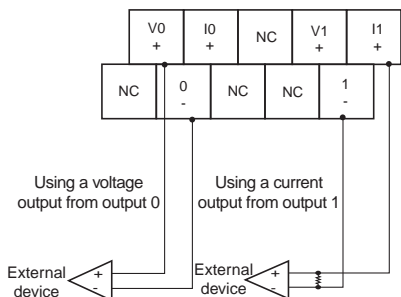 V0 I0 NC V1 I1
+ + + +
NC 0 NC NC 1
- -
Using a voltage
output from output 0
Using a current
output from output 1
External
device
+
-
External
device
+
-